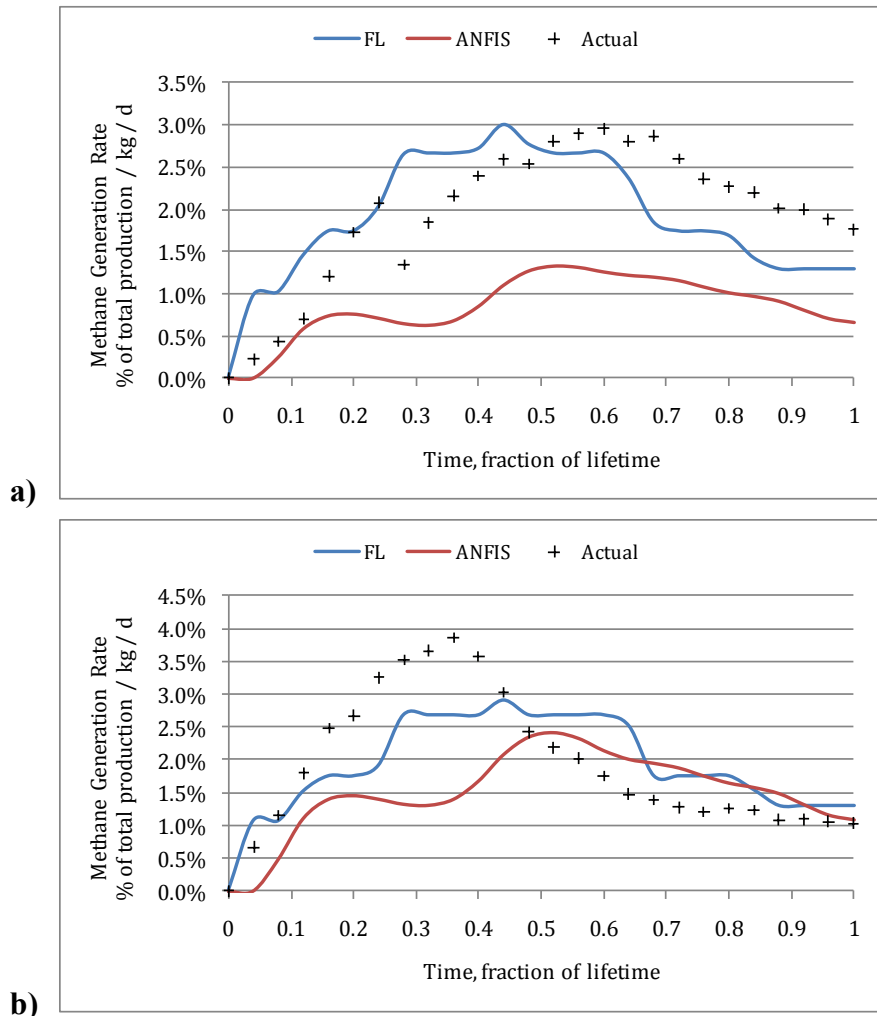 FL ANFIS + Actual
3.5%
3.0%
2.5%
2.0%
1.5%
1.0%
0.5%
0.0%
Methane Generation Rate
% of total production / kg / d
0 0.1 0.2 0.3 0.4 0.5 0.6 0.7 0.8 0.9 1
Time, fraction of lifetime
a)
FL ANFIS + Actual
4.5%
4.0%
3.5%
3.0%
2.5%
2.0%
1.5%
1.0%
0.5%
0.0%
Methane Generation Rate
% of total production / kg / d
0 0.1 0.2 0.3 0.4 0.5 0.6 0.7 0.8 0.9 1
Time, fraction of lifetime
b)